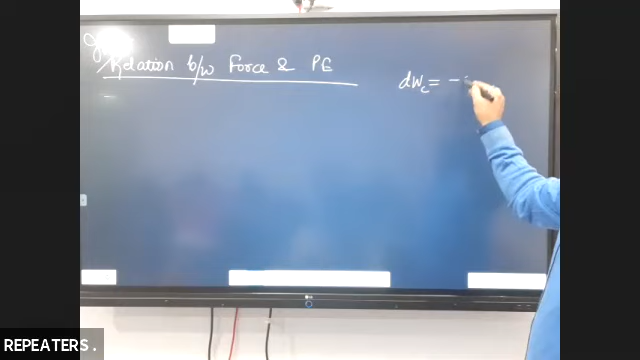 Relation b/w Force & PE
dWc = -
REPEATERS.